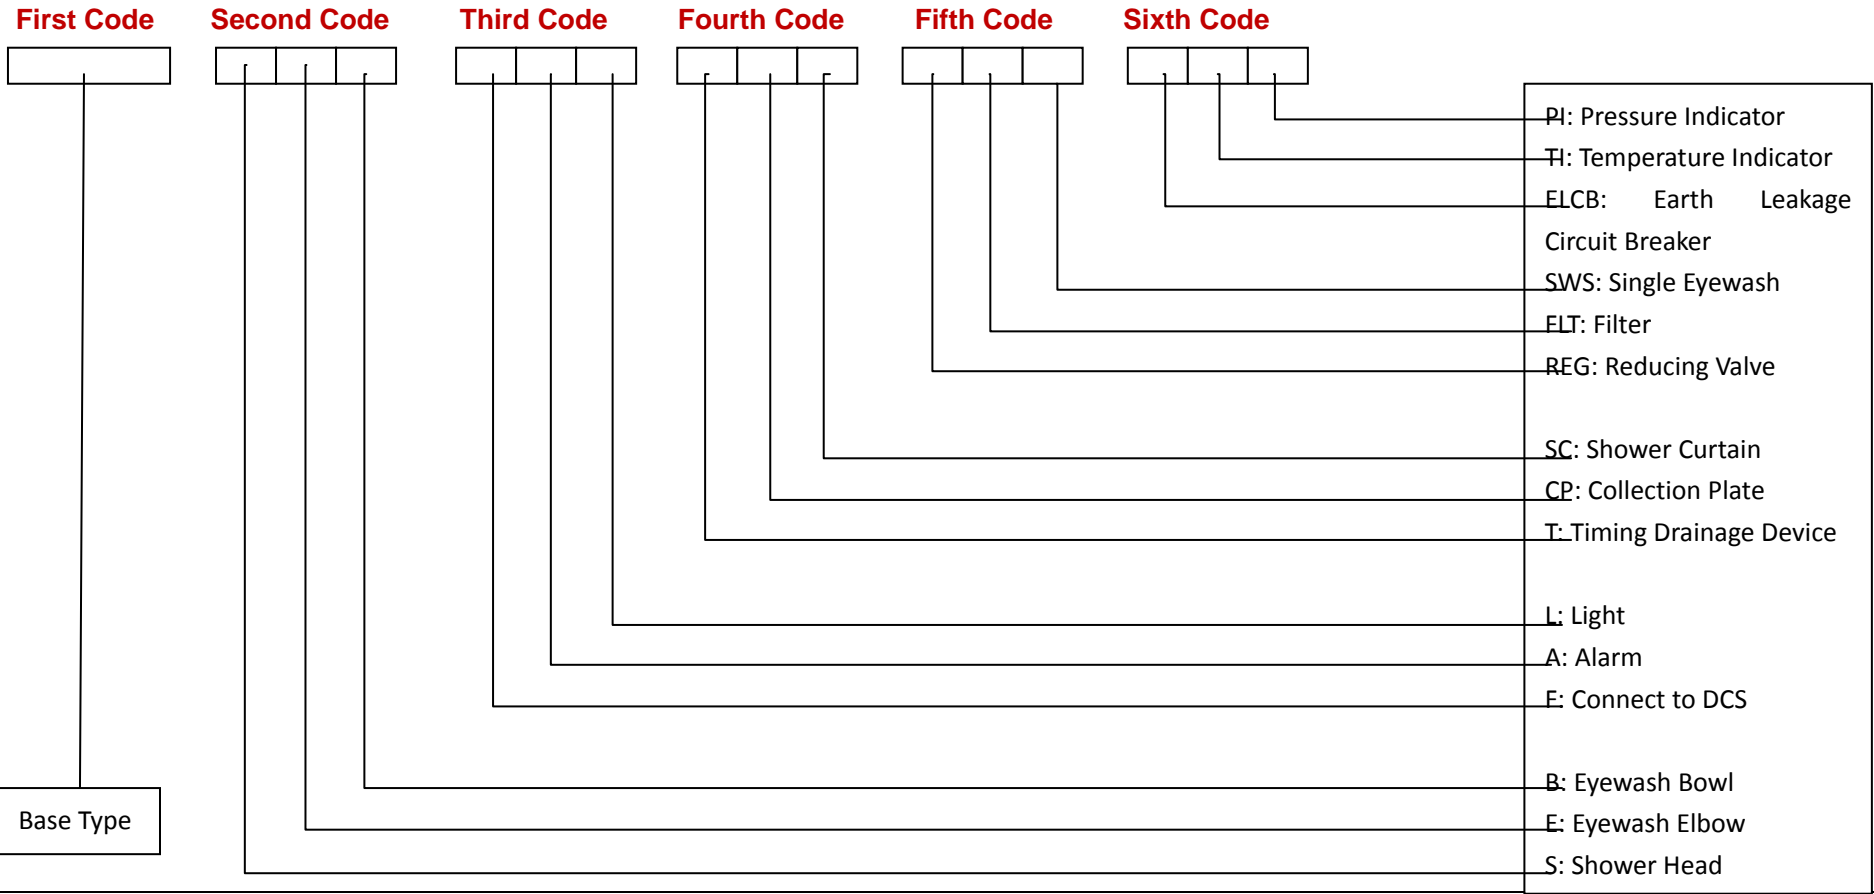 First Code Second Code Third Code Fourth Code Fifth Code Sixth Code
PI: Pressure Indicator
TI: Temperature Indicator
ELCB: Earth Leakage
Circuit Breaker
SWS: Single Eyewash
FLT: Filter
REG: Reducing Valve
SC: Shower Curtain
CP: Collection Plate
T: Timing Drainage Device
L: Light
A: Alarm
F: Connect to DCS
B: Eyewash Bowl
E: Eyewash Elbow
S: Shower Head
Base Type